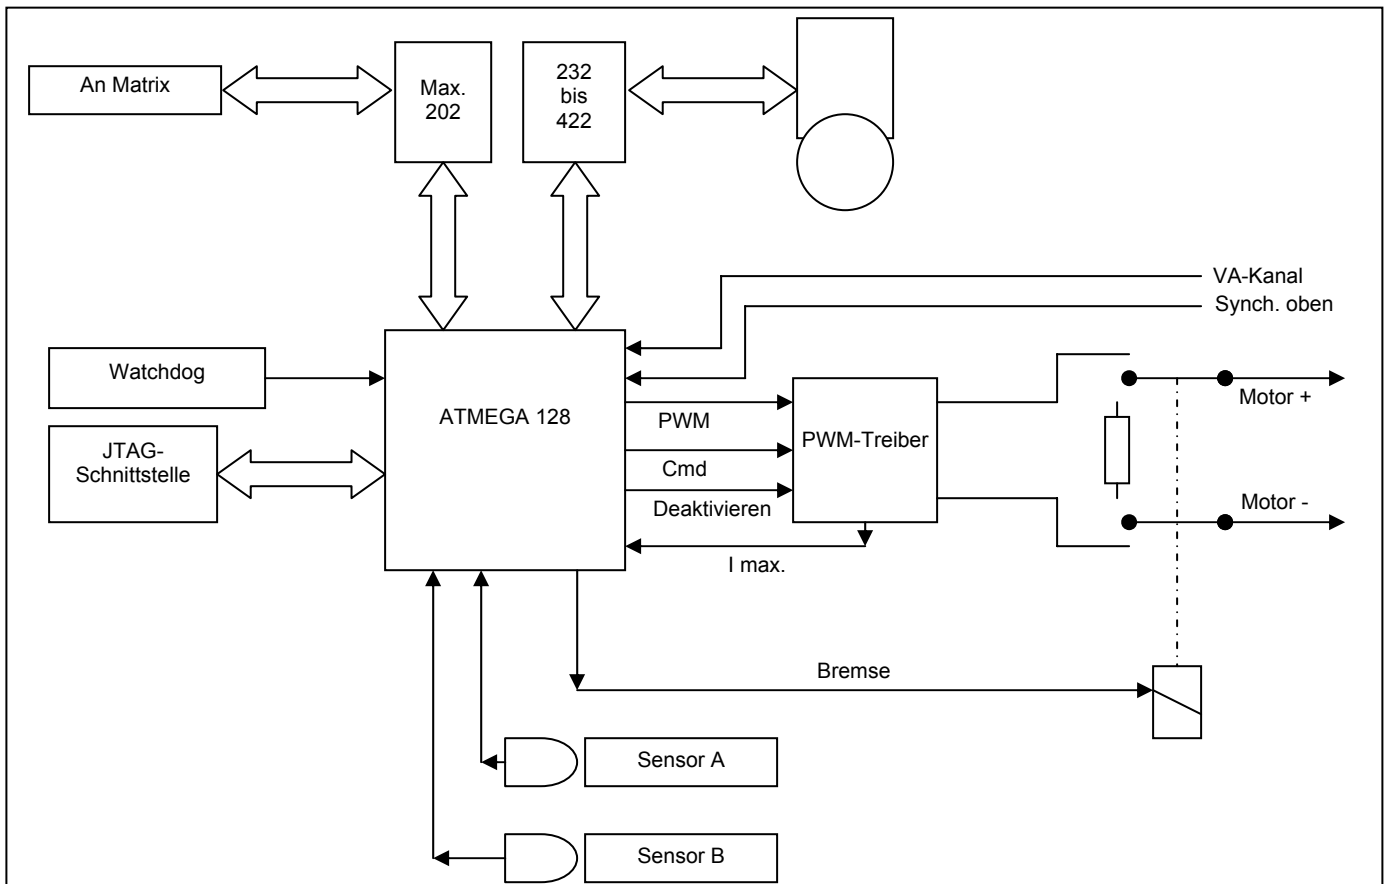 An Matrix
Max.
202
232
bis
422
VA-Kanal
Synch. oben
Watchdog
ATMEGA 128
JTAG-
Schnittstelle
PWM
Cmd
Deaktivieren
I max.
PWM-Treiber
Motor +
Motor -
Bremse
Sensor A
Sensor B